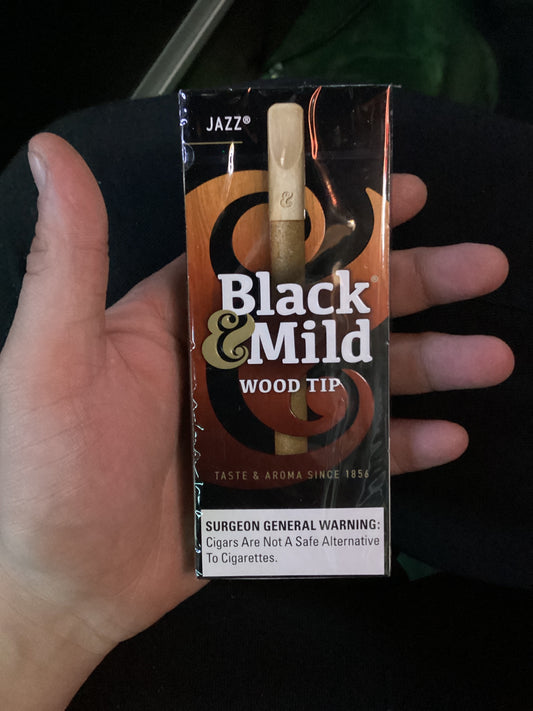 JAZZ®
&
Black®
& Mild
WOOD TIP
TASTE & AROMA SINCE 1856
SURGEON GENERAL WARNING:
Cigars Are Not A Safe Alternative
To Cigarettes.